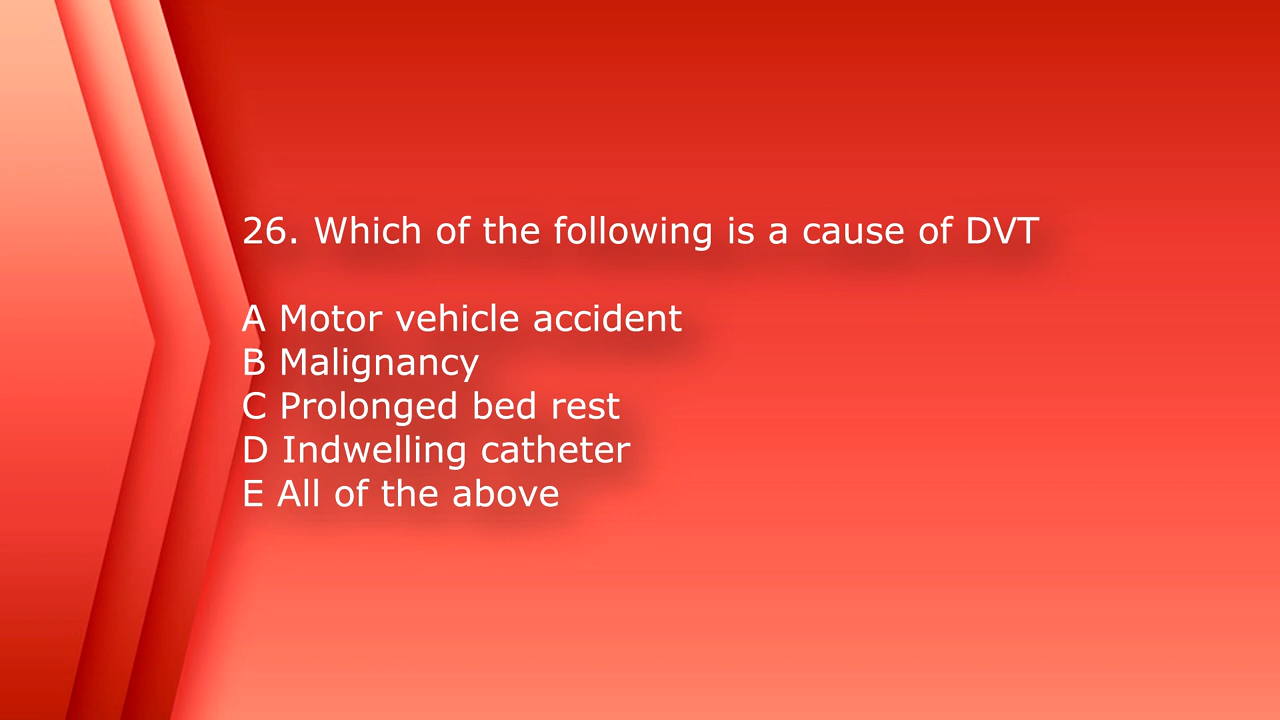 26. Which of the following is a cause of DVT
A Motor vehicle accident
B Malignancy
C Prolonged bed rest
D Indwelling catheter
E All of the above